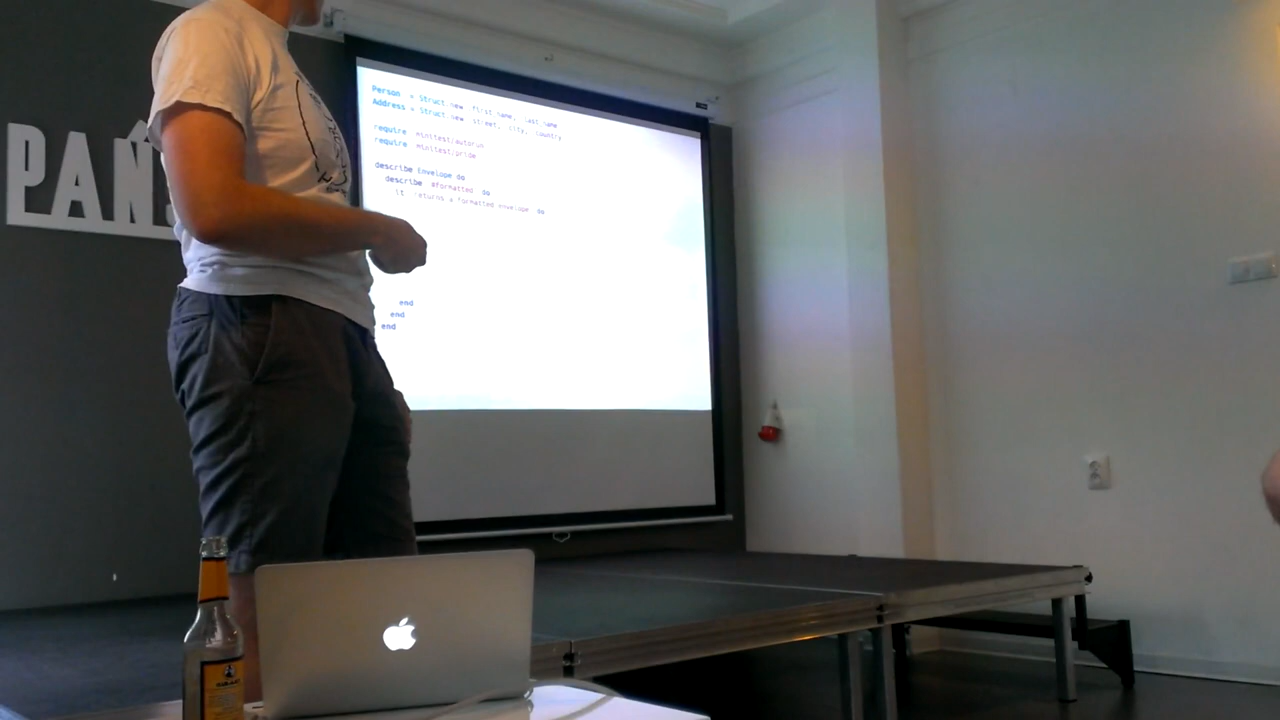 PAŃS
Person = Struct.new :first_name, :last_name
Address = Struct.new :street, :city, :country
require 'minitest/autorun'
require 'minitest/pride'
describe Envelope do
describe '#formatted' do
it 'returns a formatted envelope' do
end
end
end